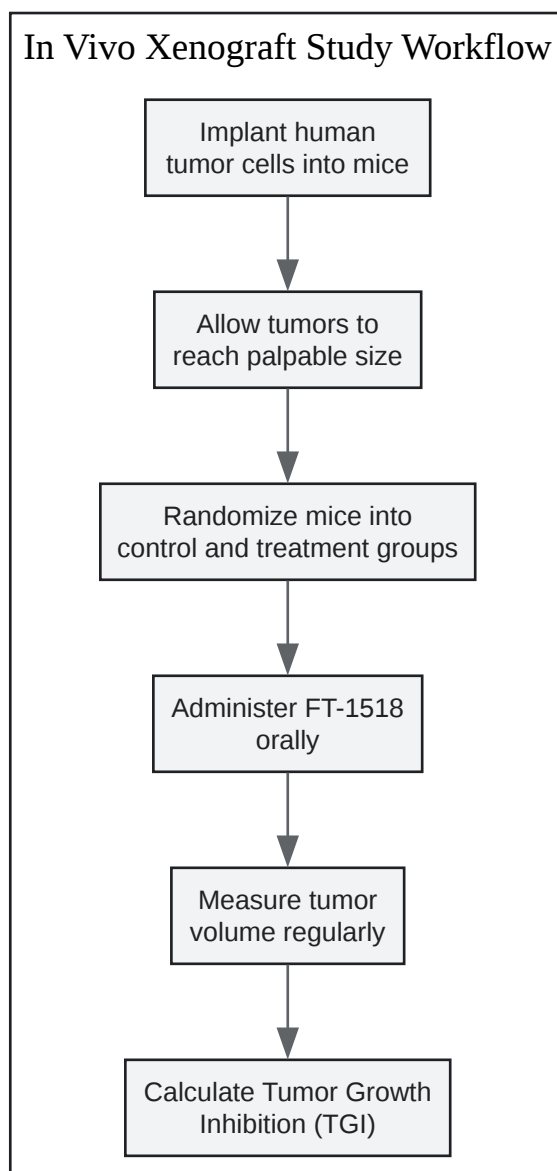 In Vivo Xenograft Study Workflow
Implant human
tumor cells into mice
Allow tumors to
reach palpable size
Randomize mice into
control and treatment groups
Administer FT-1518
orally
Measure tumor
volume regularly
Calculate Tumor Growth
Inhibition (TGI)